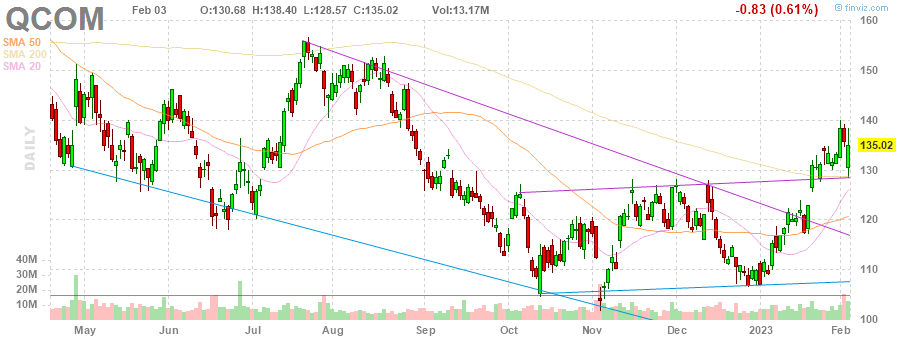 QCOM Feb 03 O:130.68 H:138.40 L:128.57 C:135.02 Vol:13.17M -0.83 (0.61%) @ finviz.com
SMA 50
SMA 200
SMA 20
DAILY
160
150
140
135.02
130
120
110
100
40M
30M
20M
10M
May Jun Jul Aug Sep Oct Nov Dec 2023 Feb